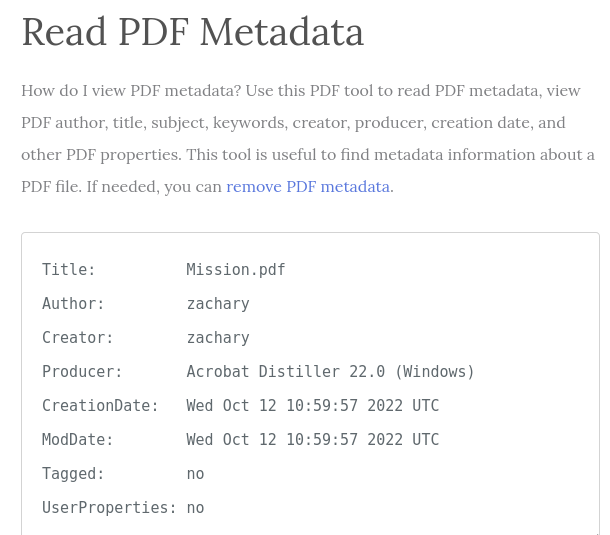 Read PDF Metadata
How do I view PDF metadata? Use this PDF tool to read PDF metadata, view
PDF author, title, subject, keywords, creator, producer, creation date, and
other PDF properties. This tool is useful to find metadata information about a
PDF file. If needed, you can remove PDF metadata.
Title: Mission.pdf
Author: zachary
Creator: zachary
Producer: Acrobat Distiller 22.0 (Windows)
CreationDate: Wed Oct 12 10:59:57 2022 UTC
ModDate: Wed Oct 12 10:59:57 2022 UTC
Tagged: no
UserProperties: no